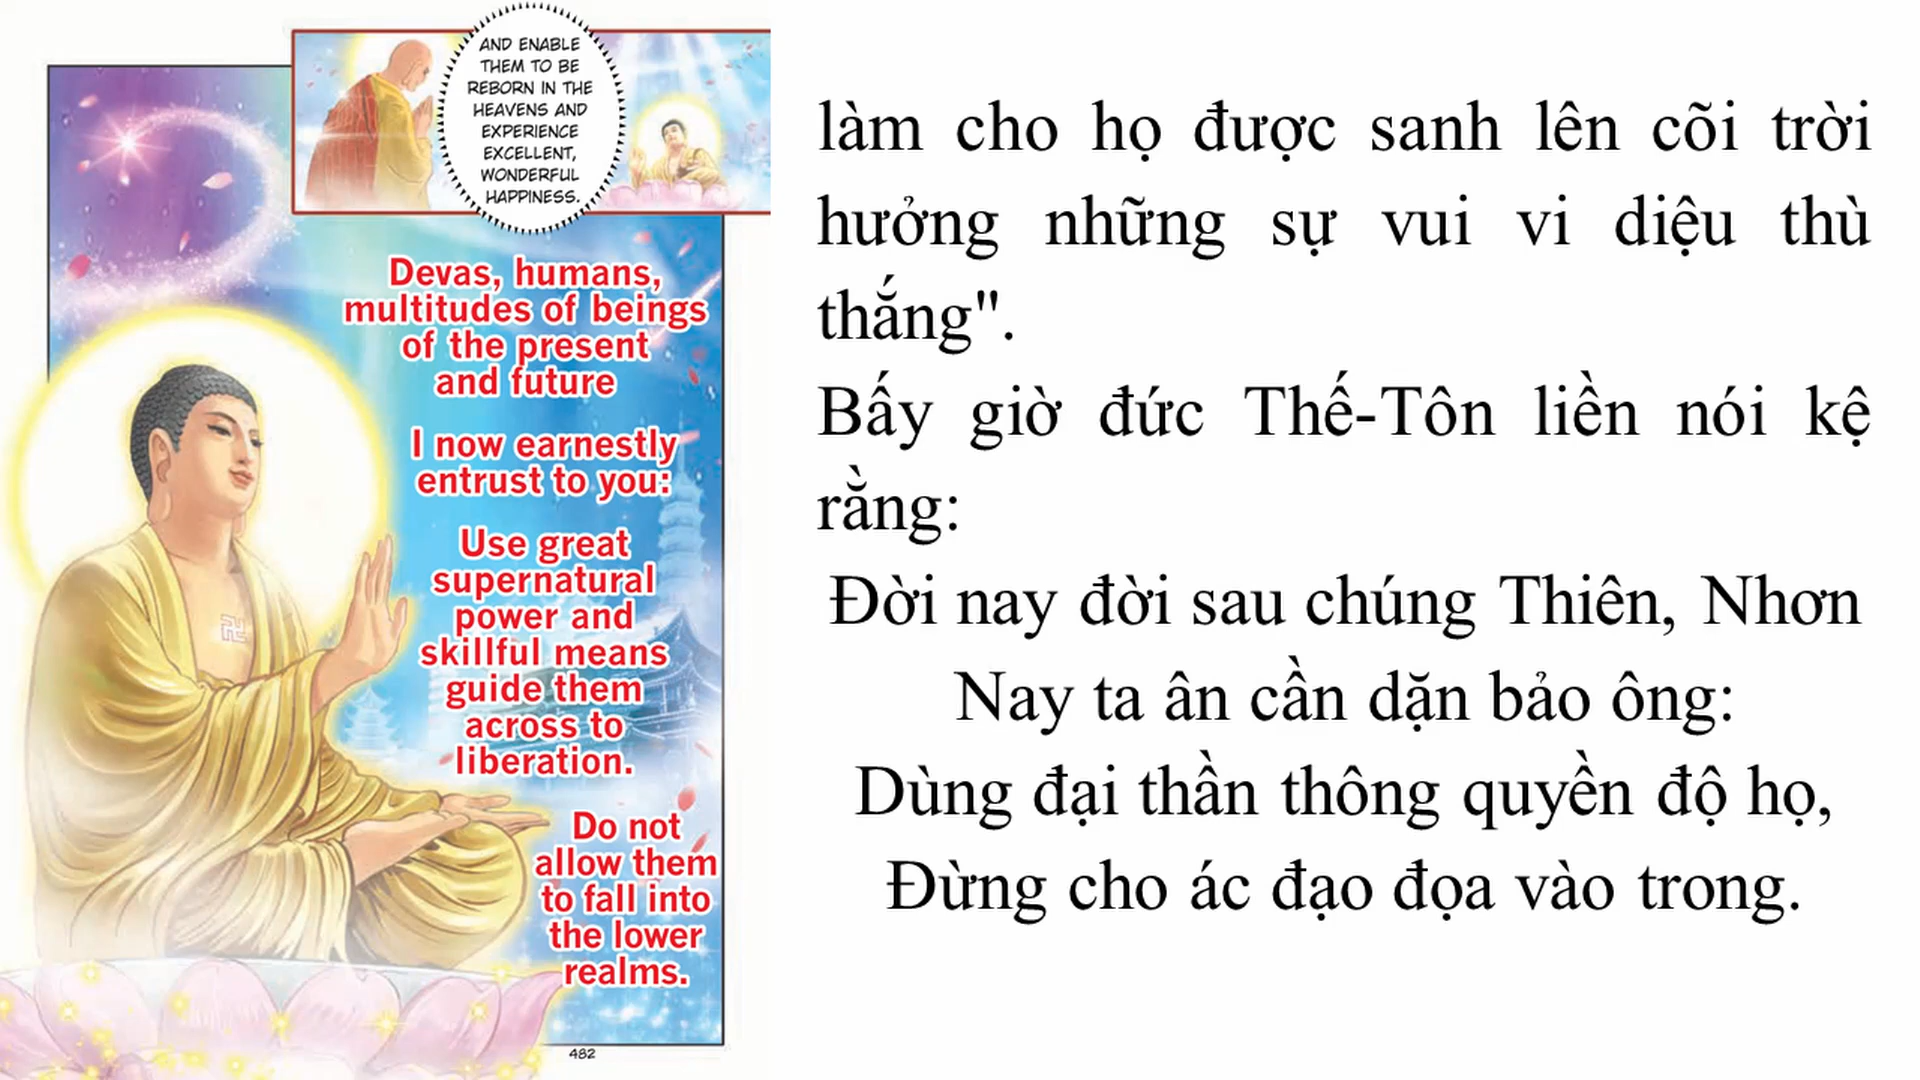 AND ENABLE
THEM TO BE
REBORN IN THE
HEAVENS AND
EXPERIENCE
EXCELLENT,
WONDERFUL
HAPPINESS.
Devas, humans,
multitudes of beings
of the present
and future
I now earnestly
entrust to you:
Use great
supernatural
power and
skillful means
guide them
across to
liberation.
Do not
allow them
to fall into
the lower
realms.
482
làm cho họ được sanh lên cõi trời
hưởng những sự vui vi diệu thù
thắng".
Bấy giờ đức Thế-Tôn liền nói kệ
rằng:
Đời nay đời sau chúng Thiên, Nhơn
Nay ta ân cần dặn bảo ông:
Dùng đại thần thông quyền độ họ,
Đừng cho ác đạo đọa vào trong.